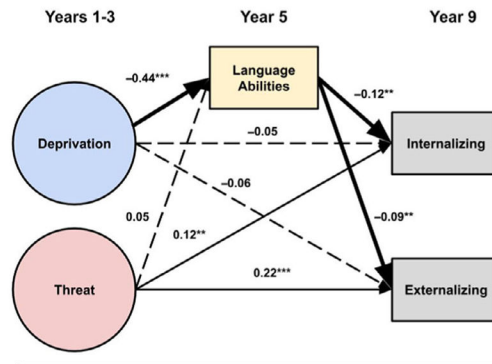 Years 1-3
Year 5
Year 9
–0.44***
Language
Abilities
–0.12**
Deprivation
–0.05
Internalizing
–0.06
0.05
0.12**
–0.09**
Threat
0.22***
Externalizing